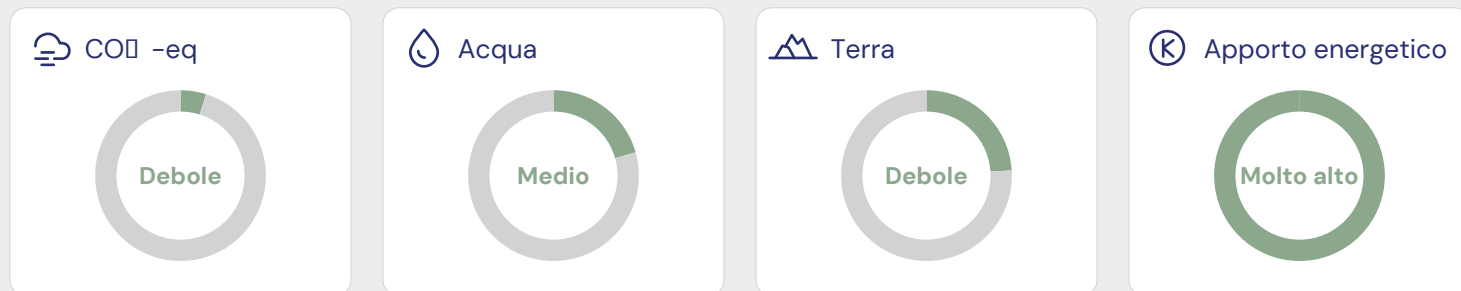 CO▯ -eq
Acqua
Terra
Apporto energetico
Debole
Medio
Debole
Molto alto